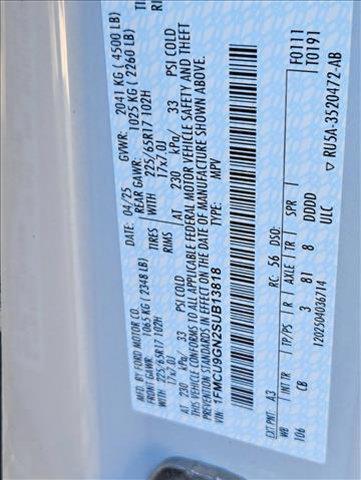 MFD. BY FORD MOTOR CO.
DATE: 04/25 GVWR: 2041 KG ( 4500 LB)
FRONT GAWR: 1065 KG (2348 LB) REAR GAWR: 1025 KG ( 2260 LB)
WITH 225/65R17 102H TIRES WITH 225/65R17 102H
17x7.0J RIMS 17x7.0J
AT 230 kPa/ 33 PSI COLD AT 230 kPa/ 33 PSI COLD
THIS VEHICLE CONFORMS TO ALL APPLICABLE FEDERAL MOTOR VEHICLE SAFETY AND THEFT
PREVENTION STANDARDS IN EFFECT ON THE DATE OF MANUFACTURE SHOWN ABOVE.
VIN: 1FMCU9GN2SUB13818 TYPE: MPV
F0111
T0191
EXT PNT: A3 RC: 56 DSO:
WB INT TR TP/PS R AXLE TR SPR
106 CB 3 81 8 DDDD
1202504036714 ULC
▽ RU5A-3520472-AB